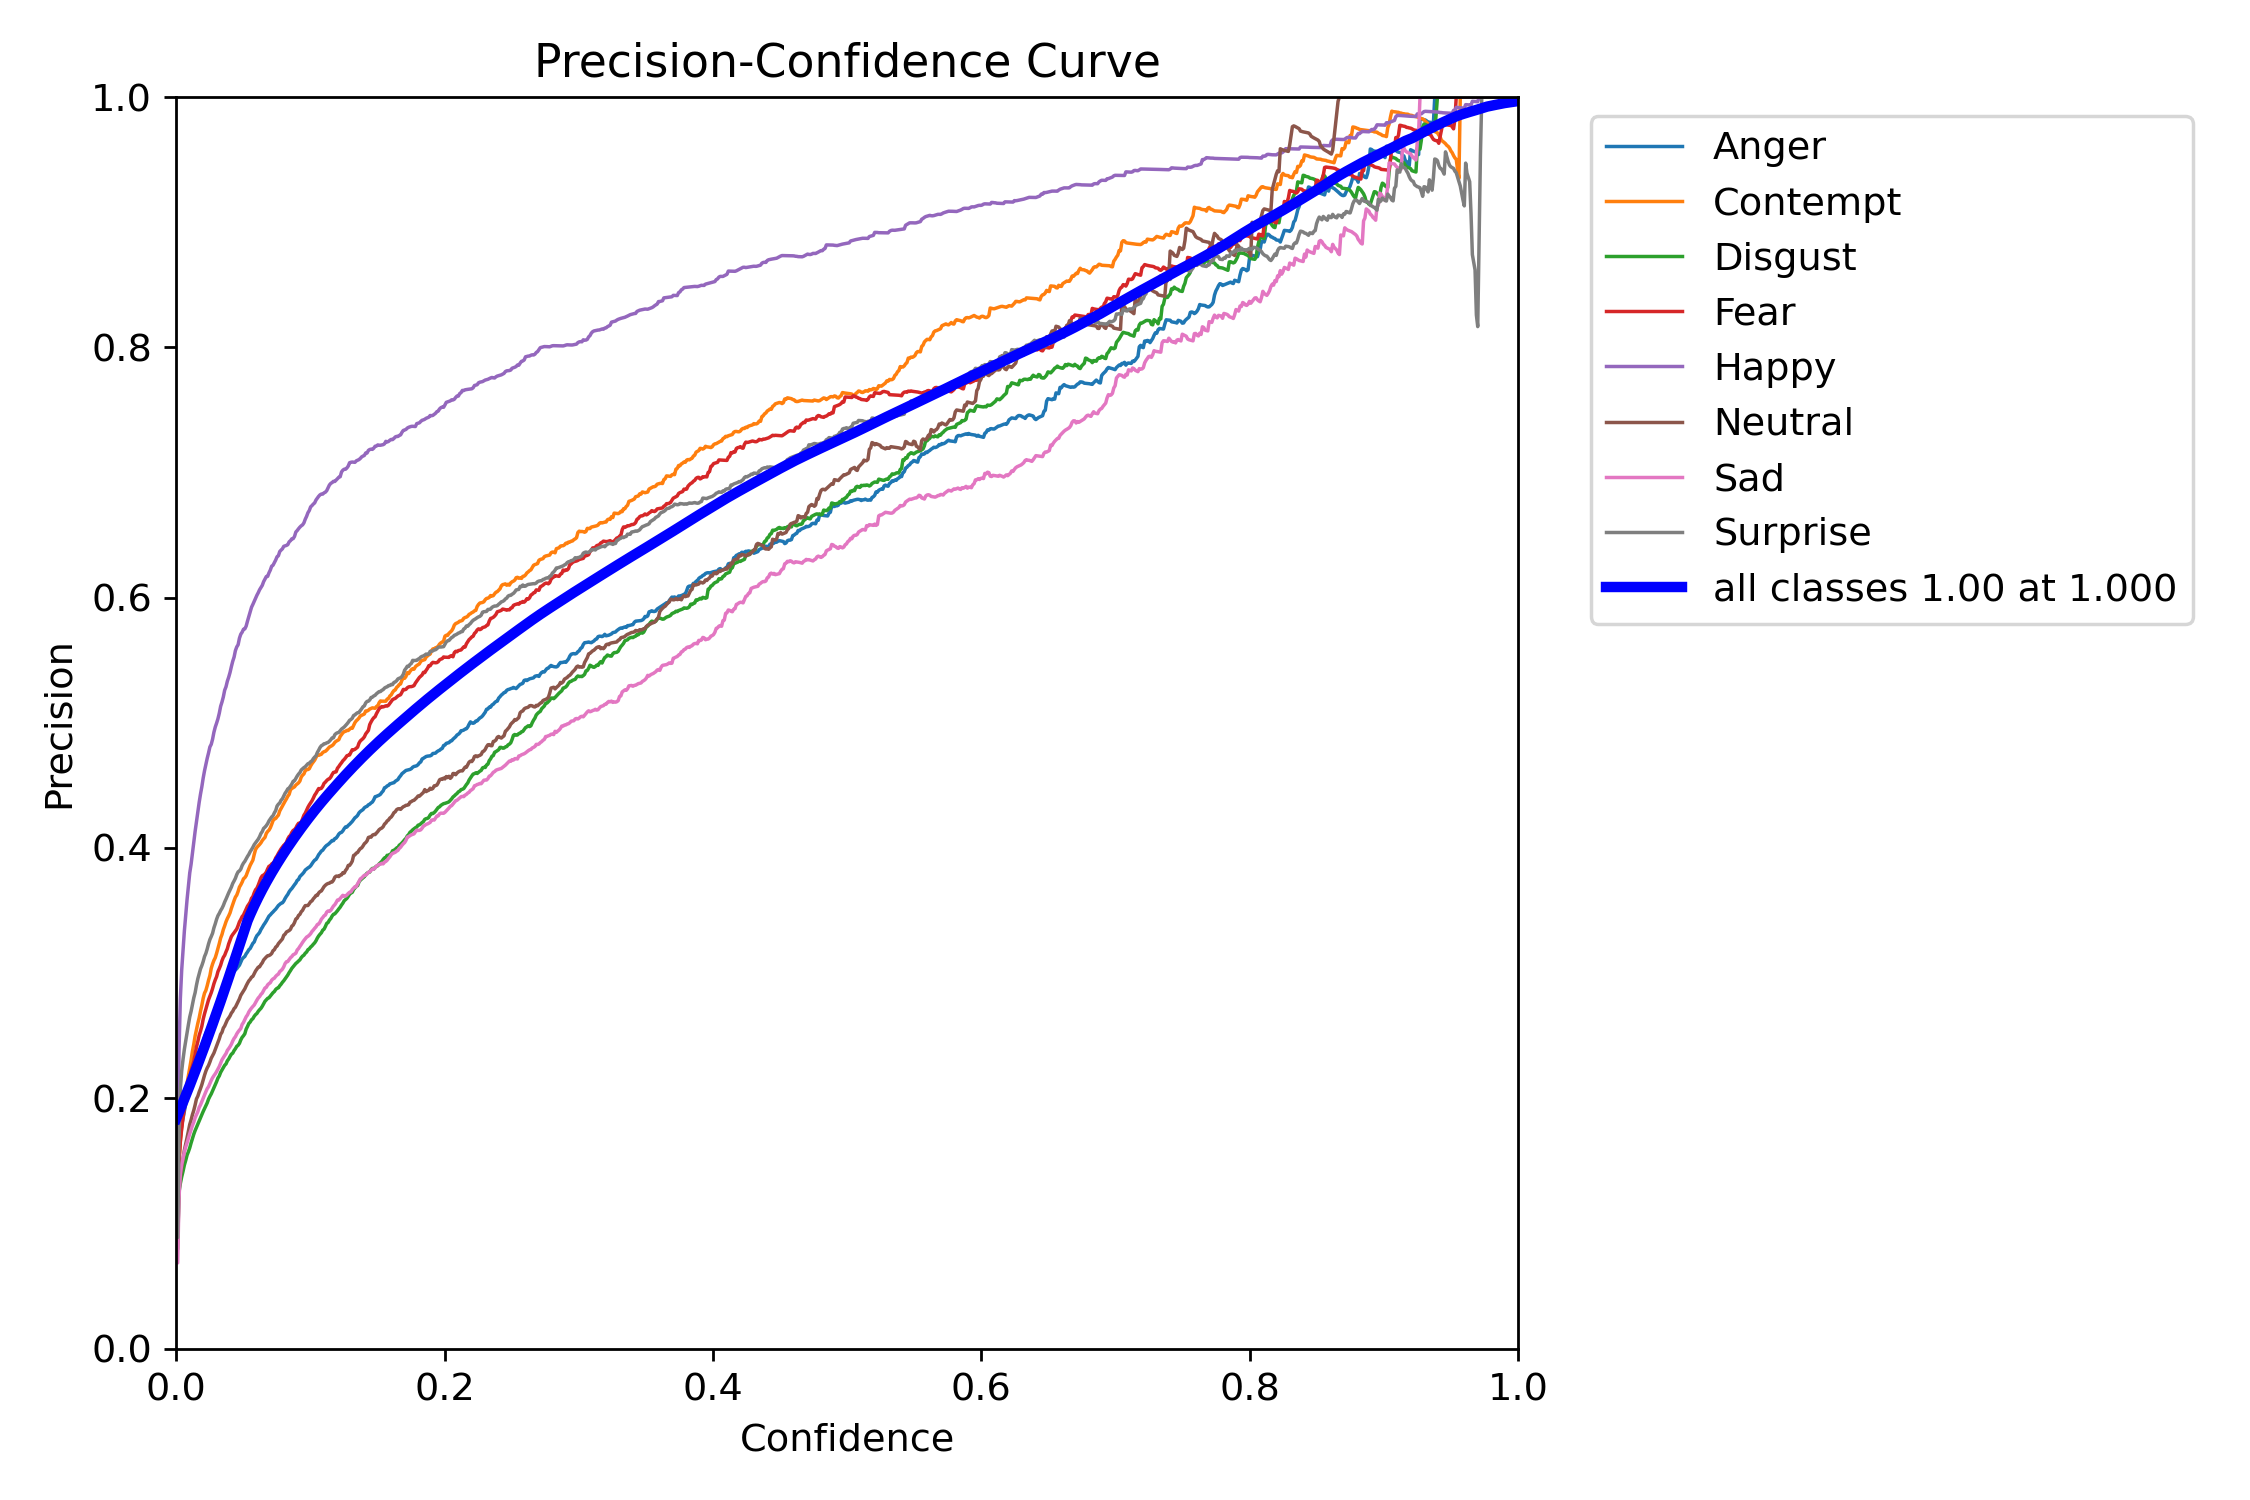 Precision-Confidence Curve
1.0
0.8
0.6
0.4
0.2
0.0
Precision
0.0 0.2 0.4 0.6 0.8 1.0
Confidence
Anger
Contempt
Disgust
Fear
Happy
Neutral
Sad
Surprise
all classes 1.00 at 1.000